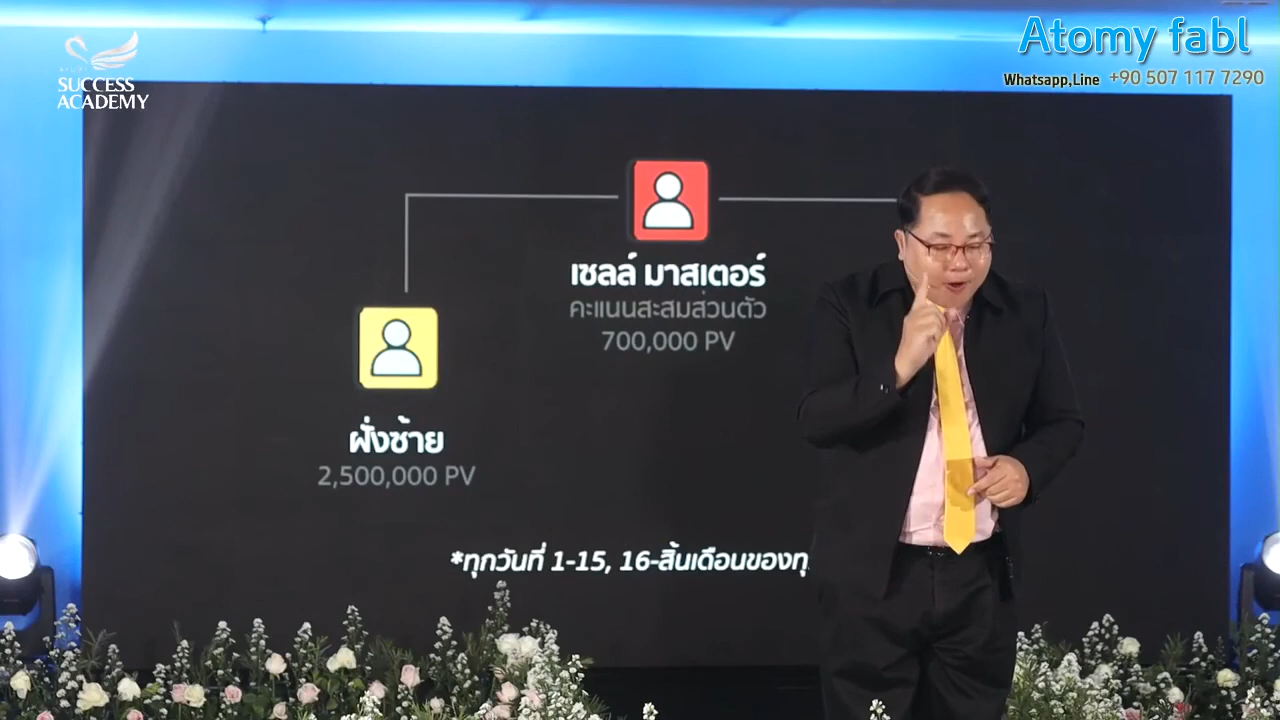 SUCCESS
ACADEMY
Atomy fabl
Whatsapp,Line +90 507 117 7290
เซลล์ มาสเตอร์
คะแนนสะสมส่วนตัว
700,000 PV
ฝั่งซ้าย
2,500,000 PV
*ทุกวันที่ 1-15, 16-สิ้นเดือนของทุ